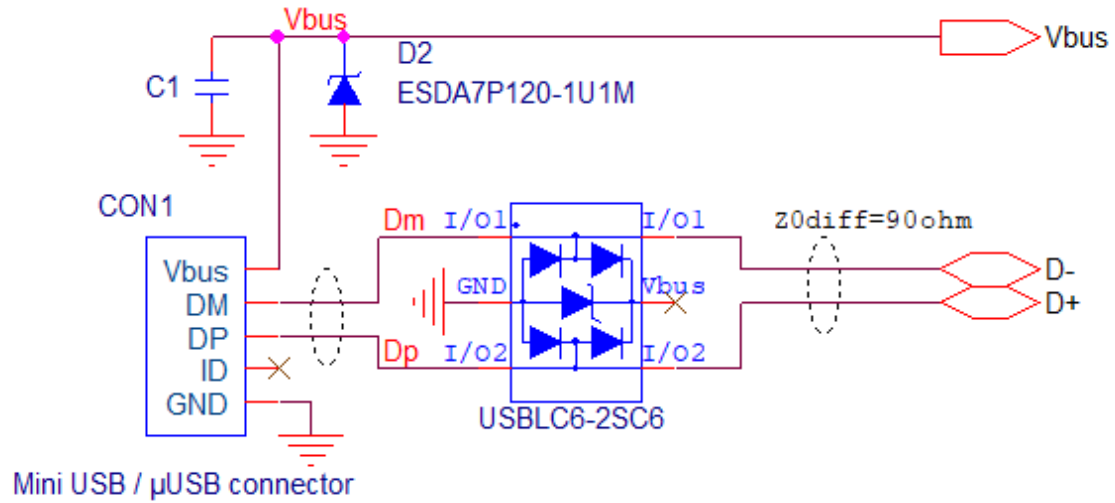 Vbus
Vbus
D2
C1
ESDA7P120-1U1M
CON1
Dm
I/O1
I/O1
Z0diff=90ohm
Vbus
DM
DP
ID
GND
GND
Vbus
D-
D+
Dp
I/O2
I/O2
USBLC6-2SC6
Mini USB / µUSB connector